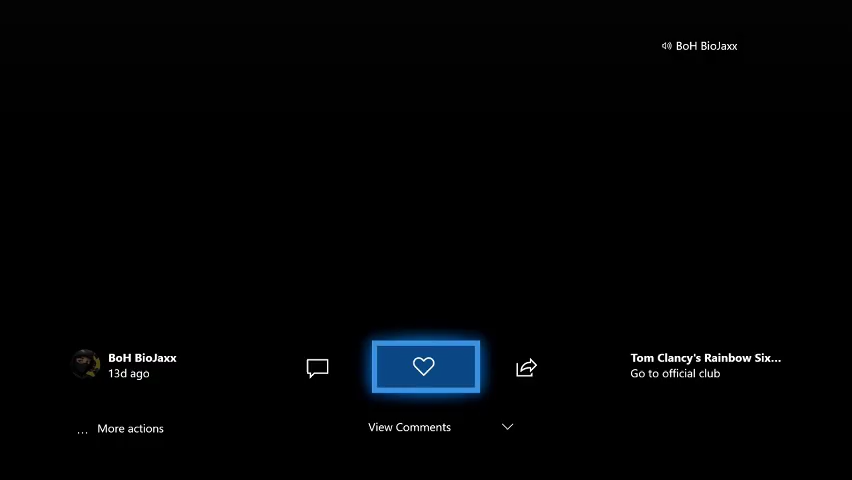 BoH BioJaxx
BoH BioJaxx
13d ago
Tom Clancy's Rainbow Six...
Go to official club
... More actions
View Comments